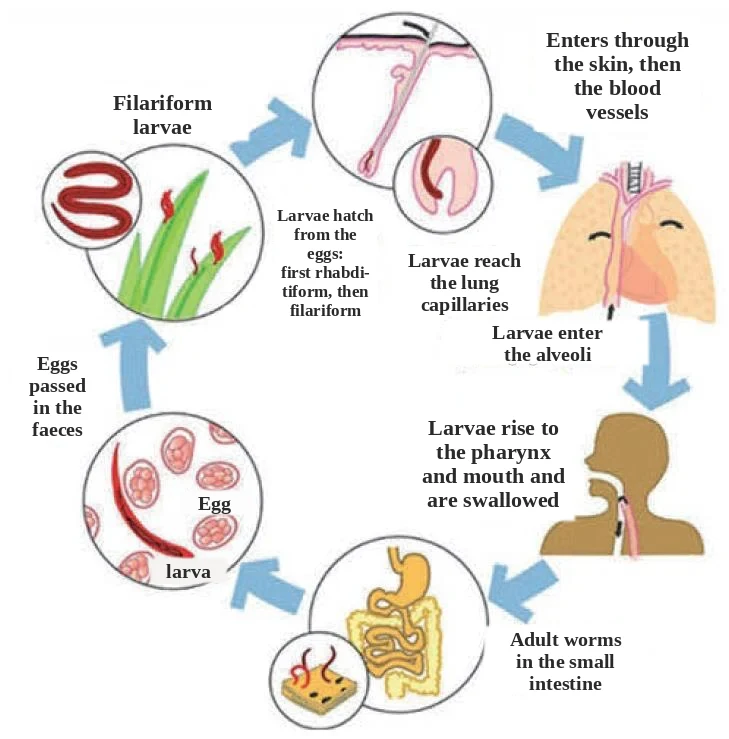 Enters through
the skin, then
the blood
vessels
Filariform
larvae
Larvae hatch
from the
eggs:
first rhabdi-
tiform, then
filariform
Larvae reach
the lung
capillaries
Larvae enter
the alveoli
Eggs
passed
in the
faeces
Larvae rise to
the pharynx
and mouth and
are swallowed
Egg
larva
Adult worms
in the small
intestine